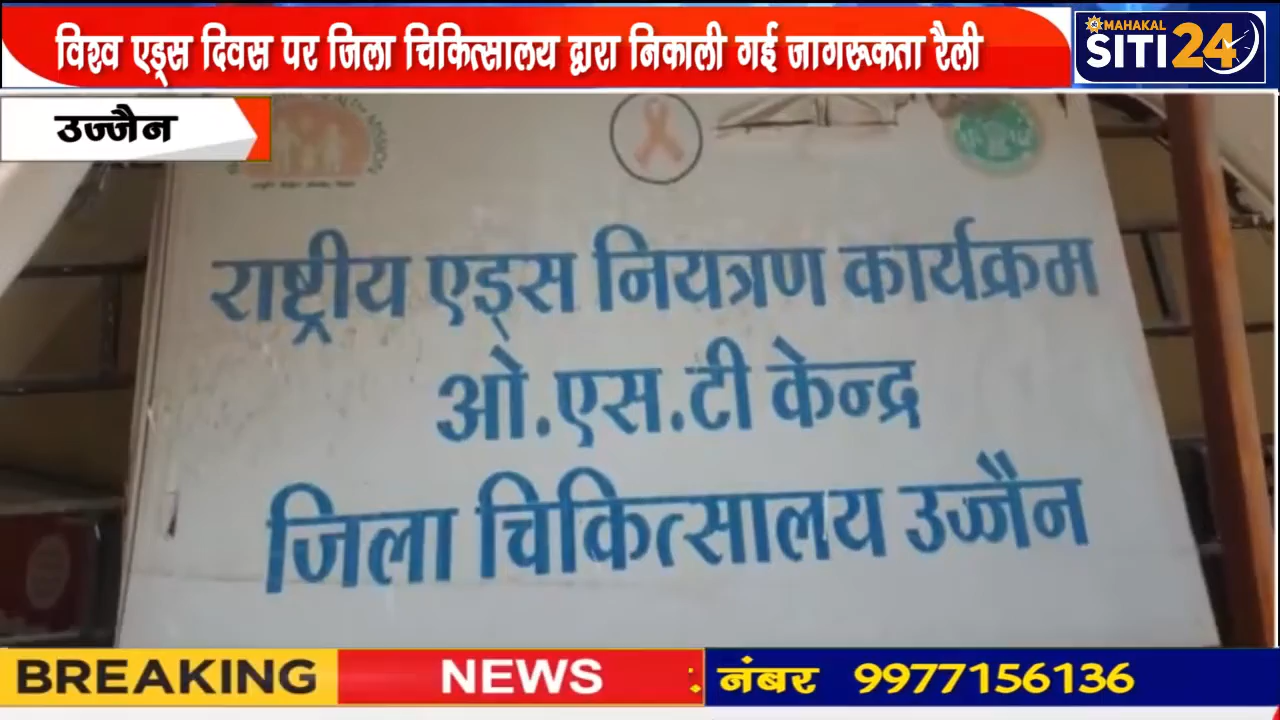 विश्व एड्स दिवस पर जिला चिकित्सालय द्वारा निकाली गई जागरूकता रैली
MAHAKAL
SITI 24
उज्जैन
राष्ट्रीय एड्स नियत्रण कार्यक्रम
ओ.एस.टी केन्द्र
जिला चिकित्सालय उज्जैन
BREAKING NEWS नंबर 9977156136